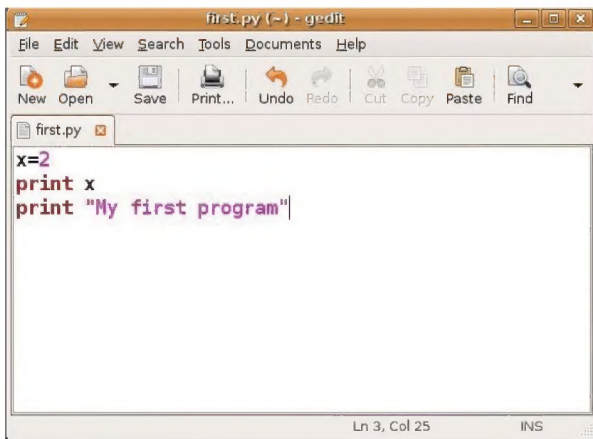 first.py (~) - gedit
File Edit View Search Tools Documents Help
New Open Save Print... Undo Redo Cut Copy Paste Find
first.py
x=2
print x
print "My first program"
Ln 3, Col 25 INS